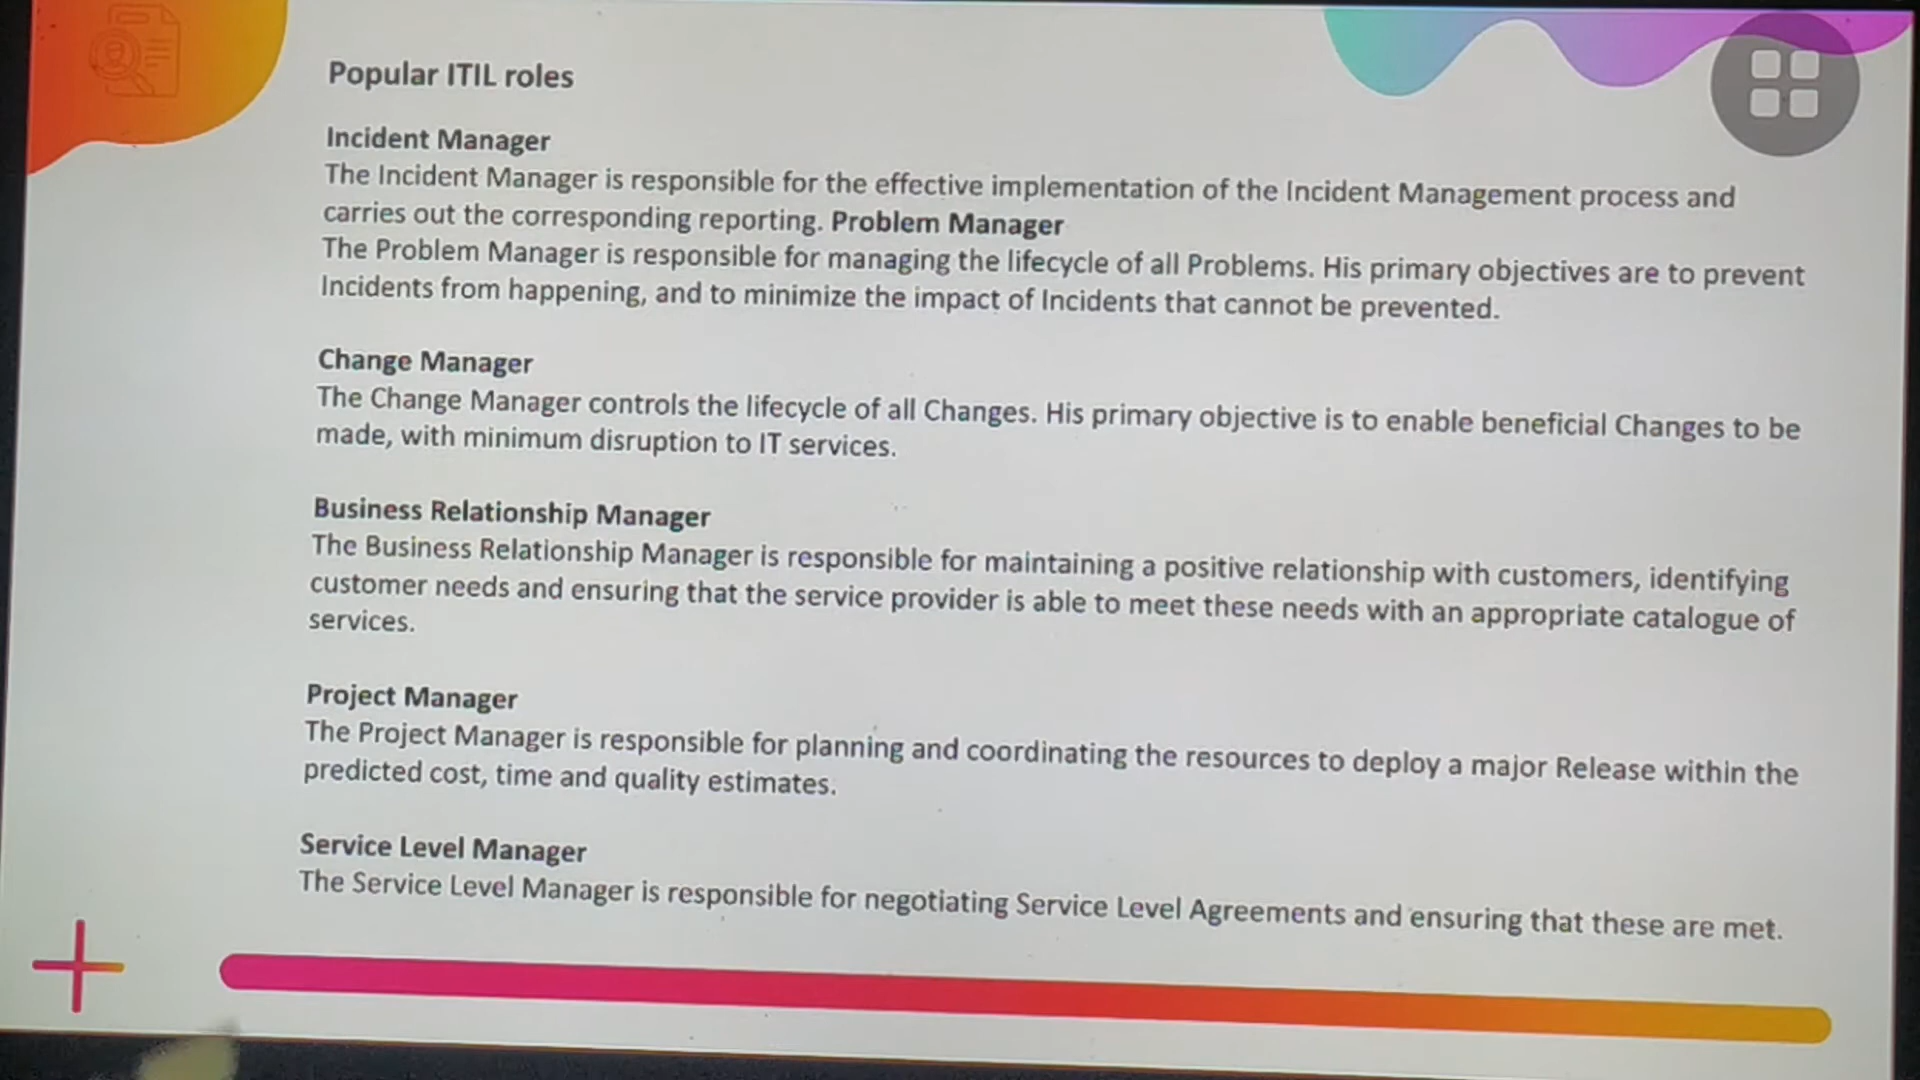 Popular ITIL roles
Incident Manager
The Incident Manager is responsible for the effective implementation of the Incident Management process and
carries out the corresponding reporting. Problem Manager
The Problem Manager is responsible for managing the lifecycle of all Problems. His primary objectives are to prevent
Incidents from happening, and to minimize the impact of Incidents that cannot be prevented.
Change Manager
The Change Manager controls the lifecycle of all Changes. His primary objective is to enable beneficial Changes to be
made, with minimum disruption to IT services.
Business Relationship Manager
The Business Relationship Manager is responsible for maintaining a positive relationship with customers, identifying
customer needs and ensuring that the service provider is able to meet these needs with an appropriate catalogue of
services.
Project Manager
The Project Manager is responsible for planning and coordinating the resources to deploy a major Release within the
predicted cost, time and quality estimates.
Service Level Manager
The Service Level Manager is responsible for negotiating Service Level Agreements and ensuring that these are met.